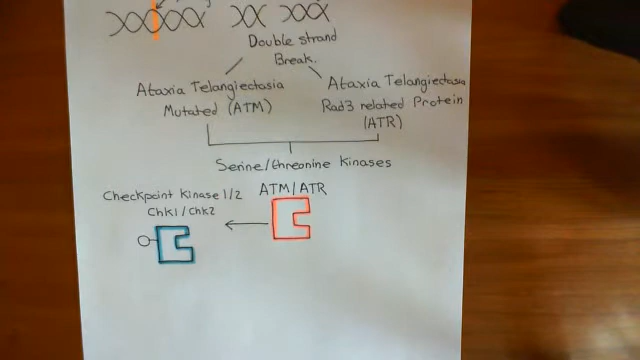 Double strand
Break.
Ataxia Telangiectasia
Mutated (ATM)
Ataxia Telangiectasia
Rad3 related Protein
(ATR)
Serine/threonine Kinases
Checkpoint Kinase 1/2
Chk1/Chk2
ATM/ATR